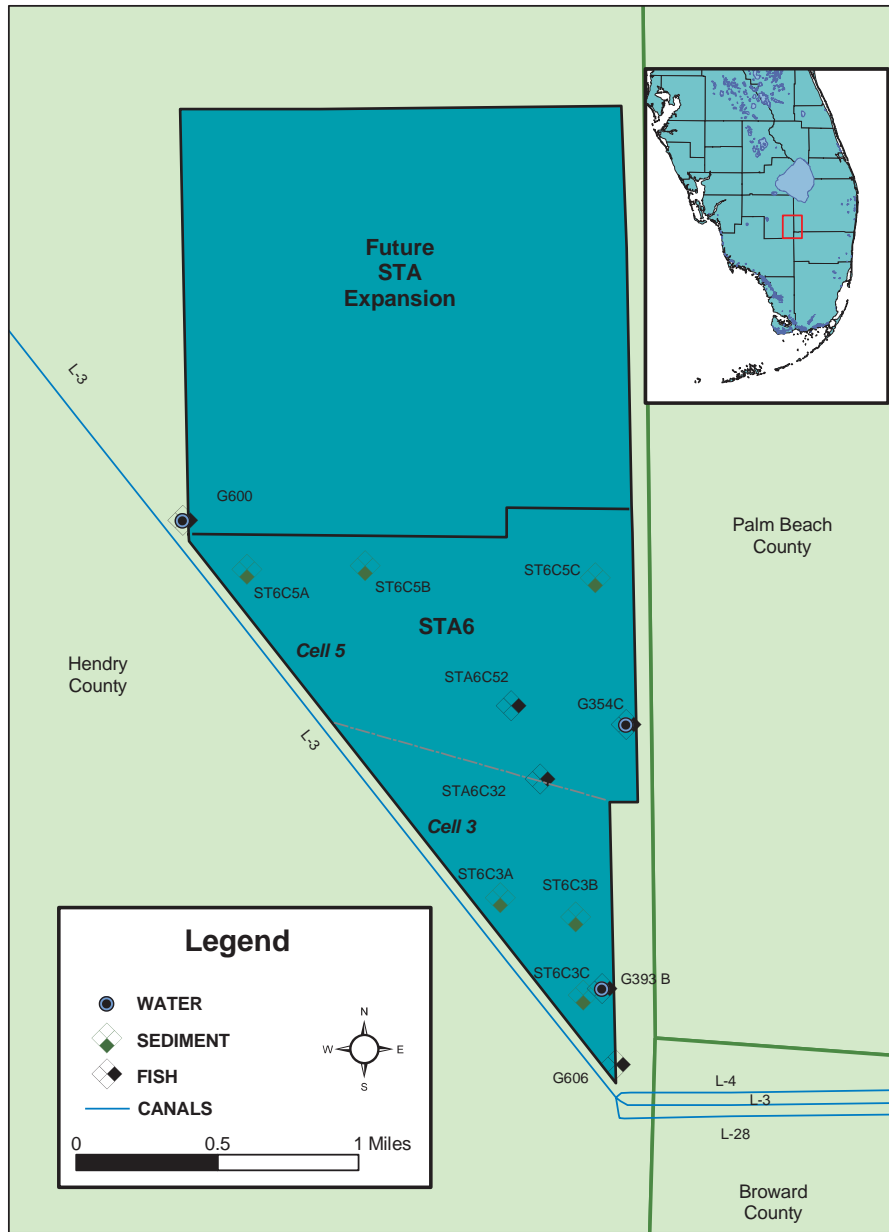 Future
STA
Expansion
L-3
G600
Palm Beach
County
ST6C5A
ST6C5B
ST6C5C
STA6
Cell 5
Hendry
County
STA6C52
G354C
L-3
STA6C32
Cell 3
ST6C3A
ST6C3B
ST6C3C
G393 B
G606
L-4
L-3
L-28
Broward
County
Legend
WATER
SEDIMENT
FISH
CANALS
N
W
E
S
0
0.5
1 Miles